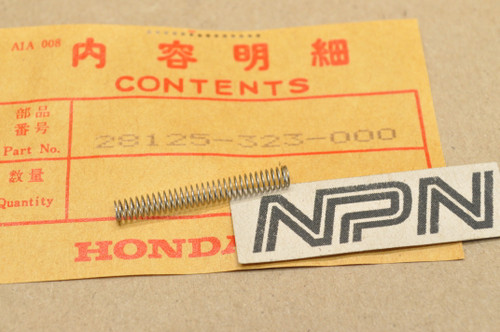 AIA 008
内容明細
CONTENTS
部品
番号
Part No.
28125-323-000
数量
Quantity
HONDA
NPN